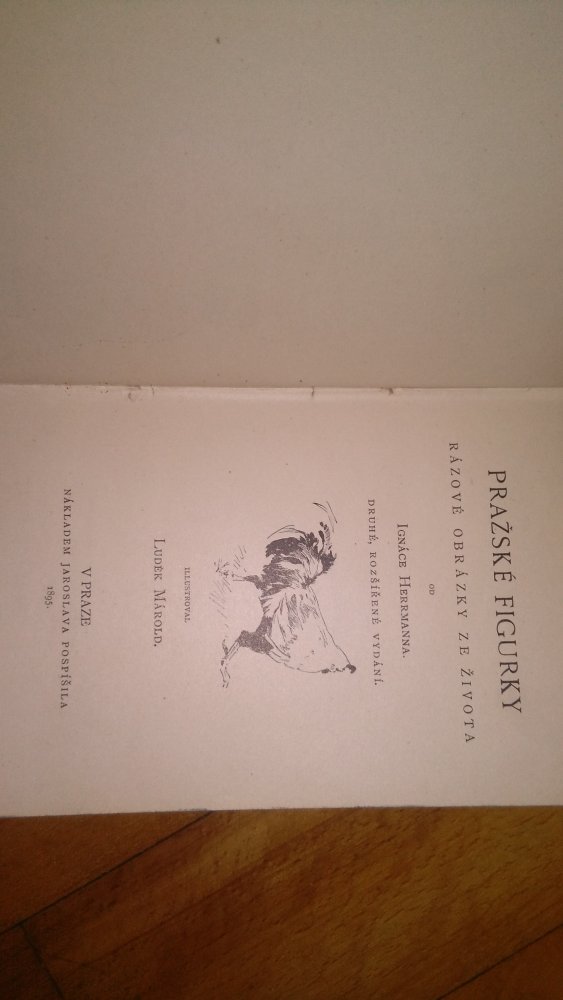 PRAŽSKÉ FIGURKY
RÁZOVÉ OBRÁZKY ZE ŽIVOTA
OD
IGNÁCE HERRMANNA.
DRUHÉ, ROZŠÍŘENÉ VYDÁNÍ.
ILLUSTROVAL
LUDĚK MAROLD.
V PRAZE
NÁKLADEM JAROSLAVA POSPÍŠILA
1895.